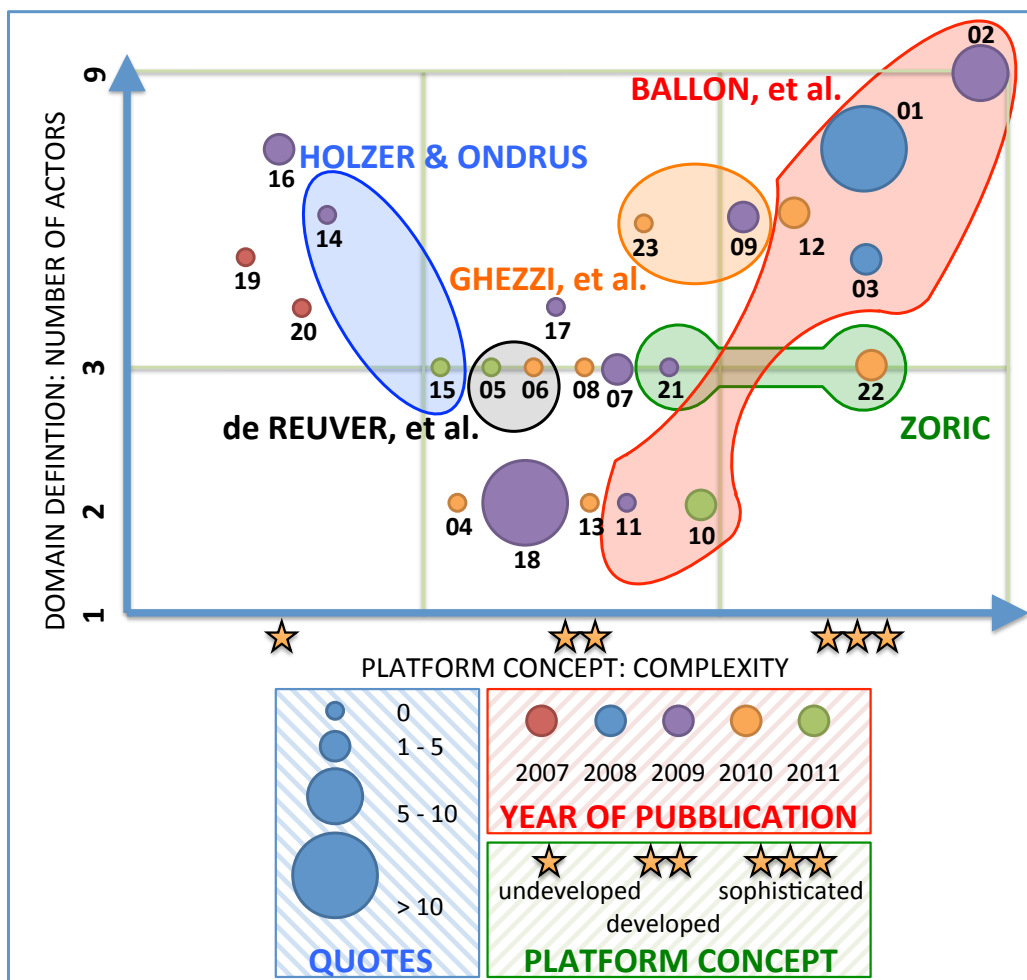 DOMAIN DEFINTION: NUMBER OF ACTORS
9
3
2
1
02
BALLON, et al.
01
HOLZER & ONDRUS
16
14
23
09
12
19
GHEZZI, et al.
03
20
17
15
05
06
08
07
21
22
de REUVER, et al.
ZORIC
04
18
13
11
10
PLATFORM CONCEPT: COMPLEXITY
0
1 - 5
5 - 10
> 10
QUOTES
2007 2008 2009 2010 2011
YEAR OF PUBBLICATION
undeveloped sophisticated
developed
PLATFORM CONCEPT